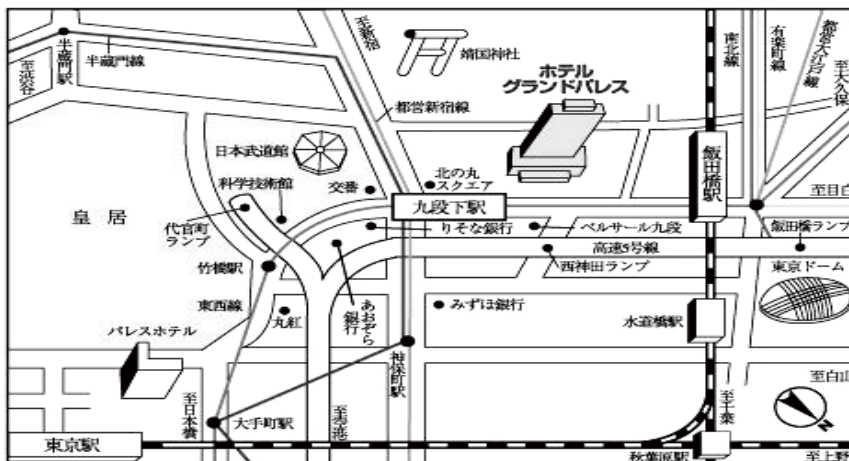 至渋谷
半蔵門駅
半蔵門線
至新宿
都営新宿線
靖国神社
ホテル
グランドパレス
南北線
有楽町線
都営大江戸線
至大久保
飯田橋駅
日本武道館
科学技術館
交番
北の丸
スクエア
九段下駅
至目白
皇居
代官町
ランプ
りそな銀行
ベルサール九段
飯田橋ランプ
高速5号線
竹橋駅
西神田ランプ
東京ドーム
東西線
丸紅
あおぞら
銀行
みずほ銀行
水道橋駅
パレスホテル
神保町駅
至日本橋
大手町駅
至芝港
至千葉
N
東京駅
秋葉原駅
至上野